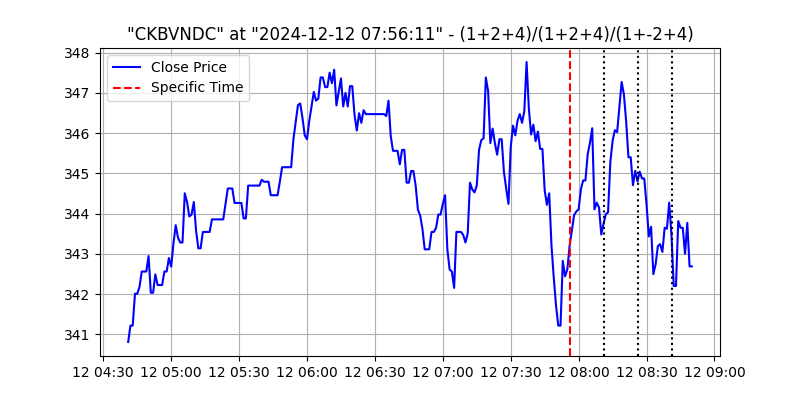 "CKBVNDC" at "2024-12-12 07:56:11" - (1+2+4)/(1+2+4)/(1+-2+4)
348
347
346
345
344
343
342
341
Close Price
Specific Time
12 04:30 12 05:00 12 05:30 12 06:00 12 06:30 12 07:00 12 07:30 12 08:00 12 08:30 12 09:00